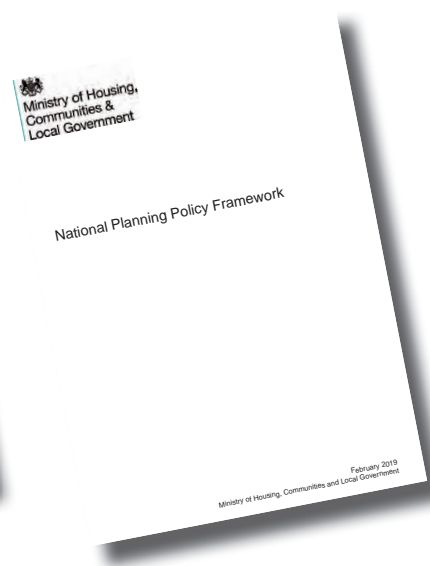 Ministry of Housing,
Communities &
Local Government
National Planning Policy Framework
February 2019
Ministry of Housing, Communities and Local Government